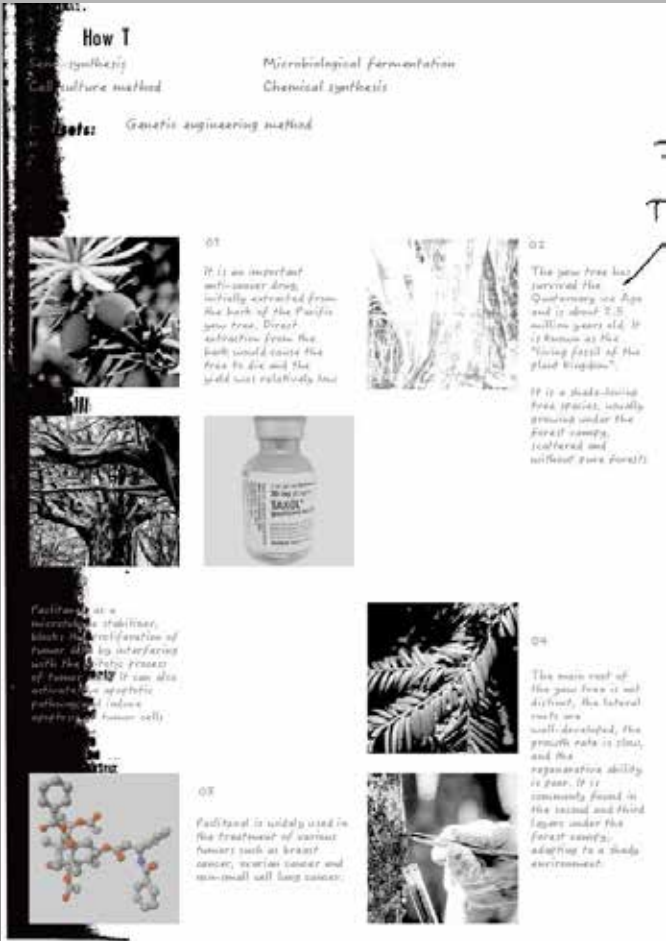 How T
Semi-synthesis
Microbiological fermentation
Cell culture method
Chemical synthesis
Genetic engineering method
01
It is an important
anti-cancer drug,
initially extracted from
the bark of the Pacific
yew tree. Direct
extraction from the
bark would cause the
tree to die and the
yield was relatively low
02
The yew tree has
survived the
Quaternary ice Age
and is about 2.5
million years old. It
is known as the
"living fossil of the
plant kingdom".
It is a shade-loving
tree species, usually
growing under the
forest canopy,
scattered and
without pure forests
TAXOL
Paclitaxel, as a
microtubule stabilizer,
blocks the proliferation of
tumor cells by interfering
with the mitotic process
of tumor It can also
activate apoptotic
pathways and induce
apoptosis of tumor cells
03
Paclitaxel is widely used in
the treatment of various
tumors such as breast
cancer, ovarian cancer and
non-small cell lung cancer.
04
The main root of
the yew tree is not
distinct, the lateral
roots are
well-developed, the
growth rate is slow,
and the
regenerative ability
is poor. It is
commonly found in
the second and third
layers under the
forest canopy,
adapting to a shady
environment.